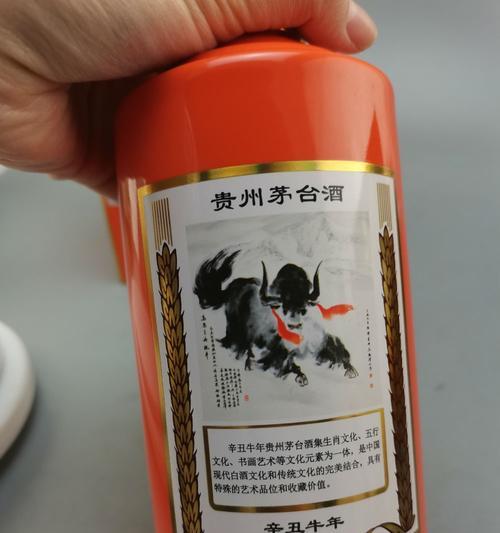 贵州茅台酒
辛丑牛年贵州茅台酒集生肖文化、五行
文化、书画艺术等文化元素为一体,是中国
现代白酒文化和传统文化的完美结合,具有
特殊的艺术品位和收藏价值。
辛丑牛年